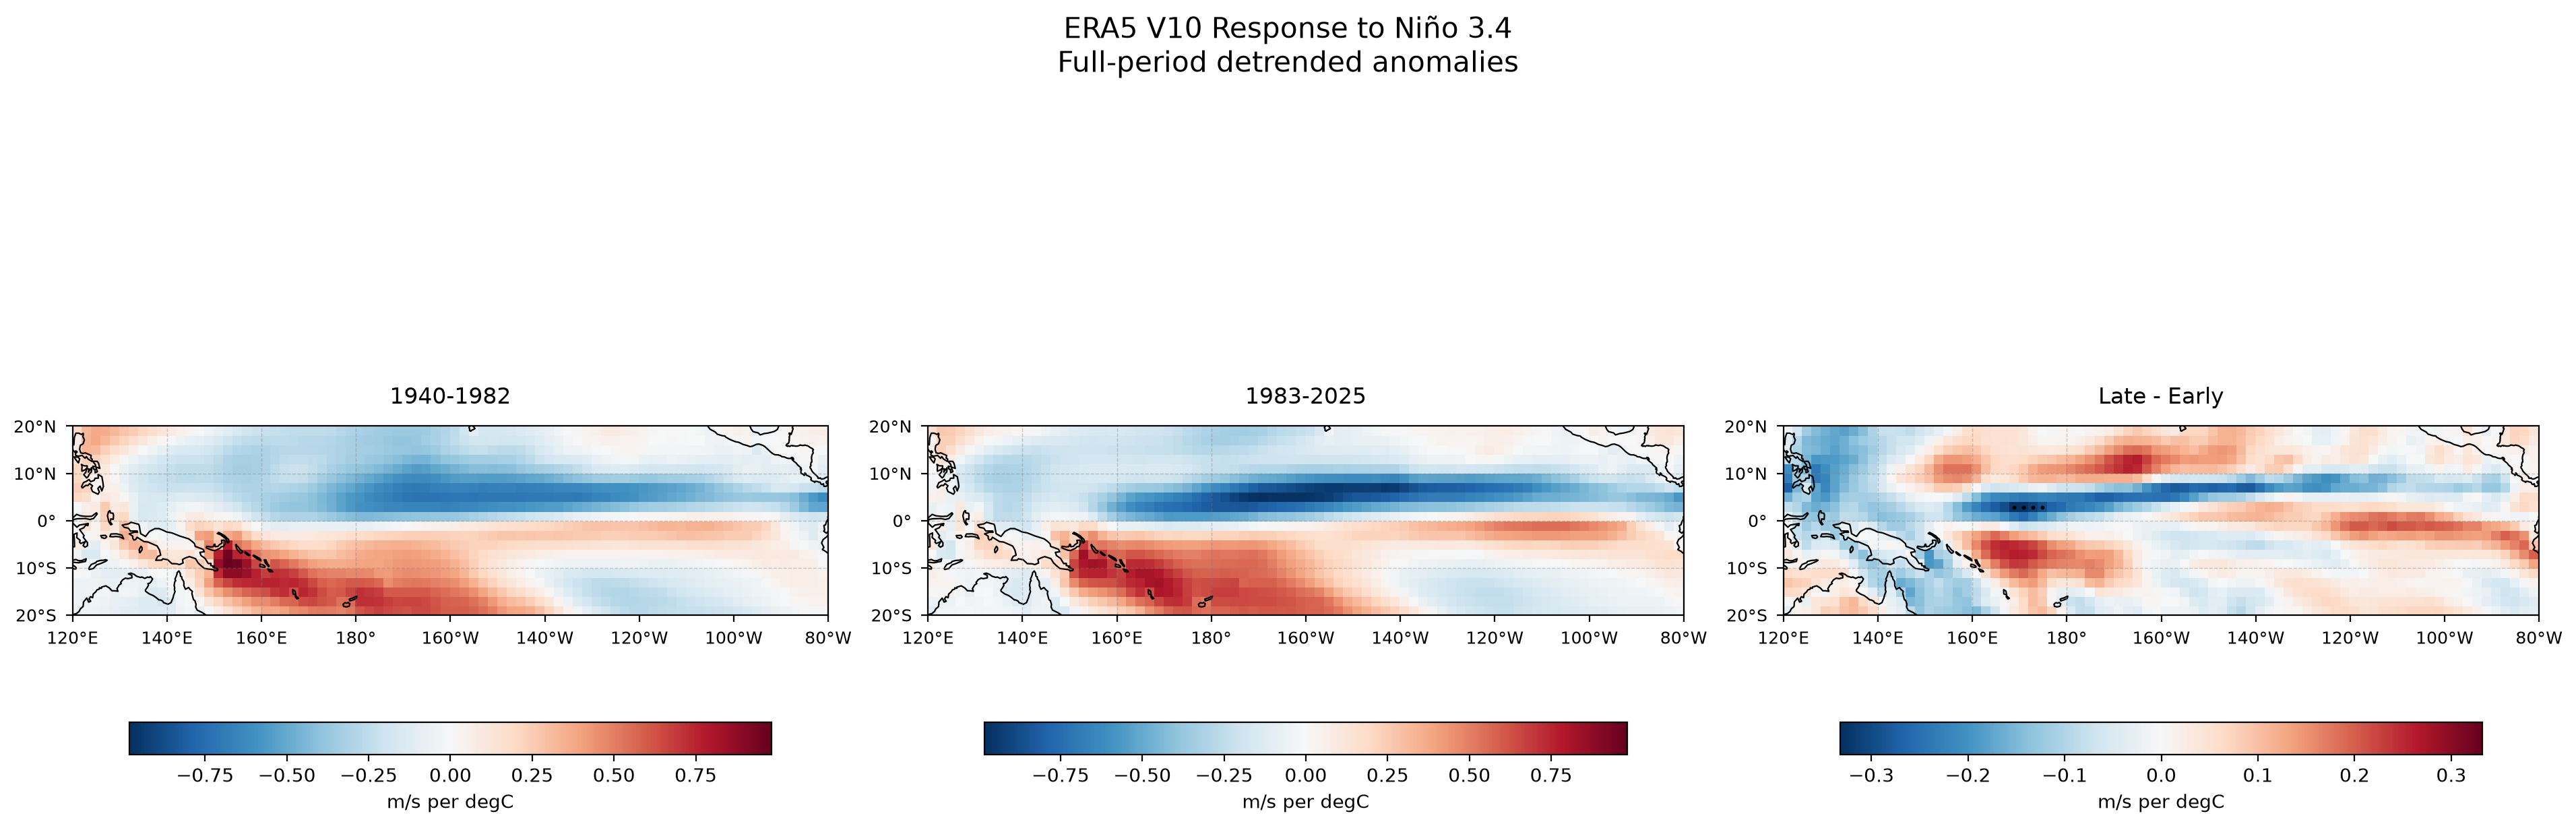 ERA5 V10 Response to Niño 3.4
Full-period detrended anomalies
1940-1982
20°N
10°N
0°
10°S
20°S
120°E 140°E 160°E 180° 160°W 140°W 120°W 100°W 80°W
−0.75 −0.50 −0.25 0.00 0.25 0.50 0.75
m/s per degC
1983-2025
20°N
10°N
0°
10°S
20°S
120°E 140°E 160°E 180° 160°W 140°W 120°W 100°W 80°W
−0.75 −0.50 −0.25 0.00 0.25 0.50 0.75
m/s per degC
Late - Early
20°N
10°N
0°
10°S
20°S
120°E 140°E 160°E 180° 160°W 140°W 120°W 100°W 80°W
−0.3 −0.2 −0.1 0.0 0.1 0.2 0.3
m/s per degC